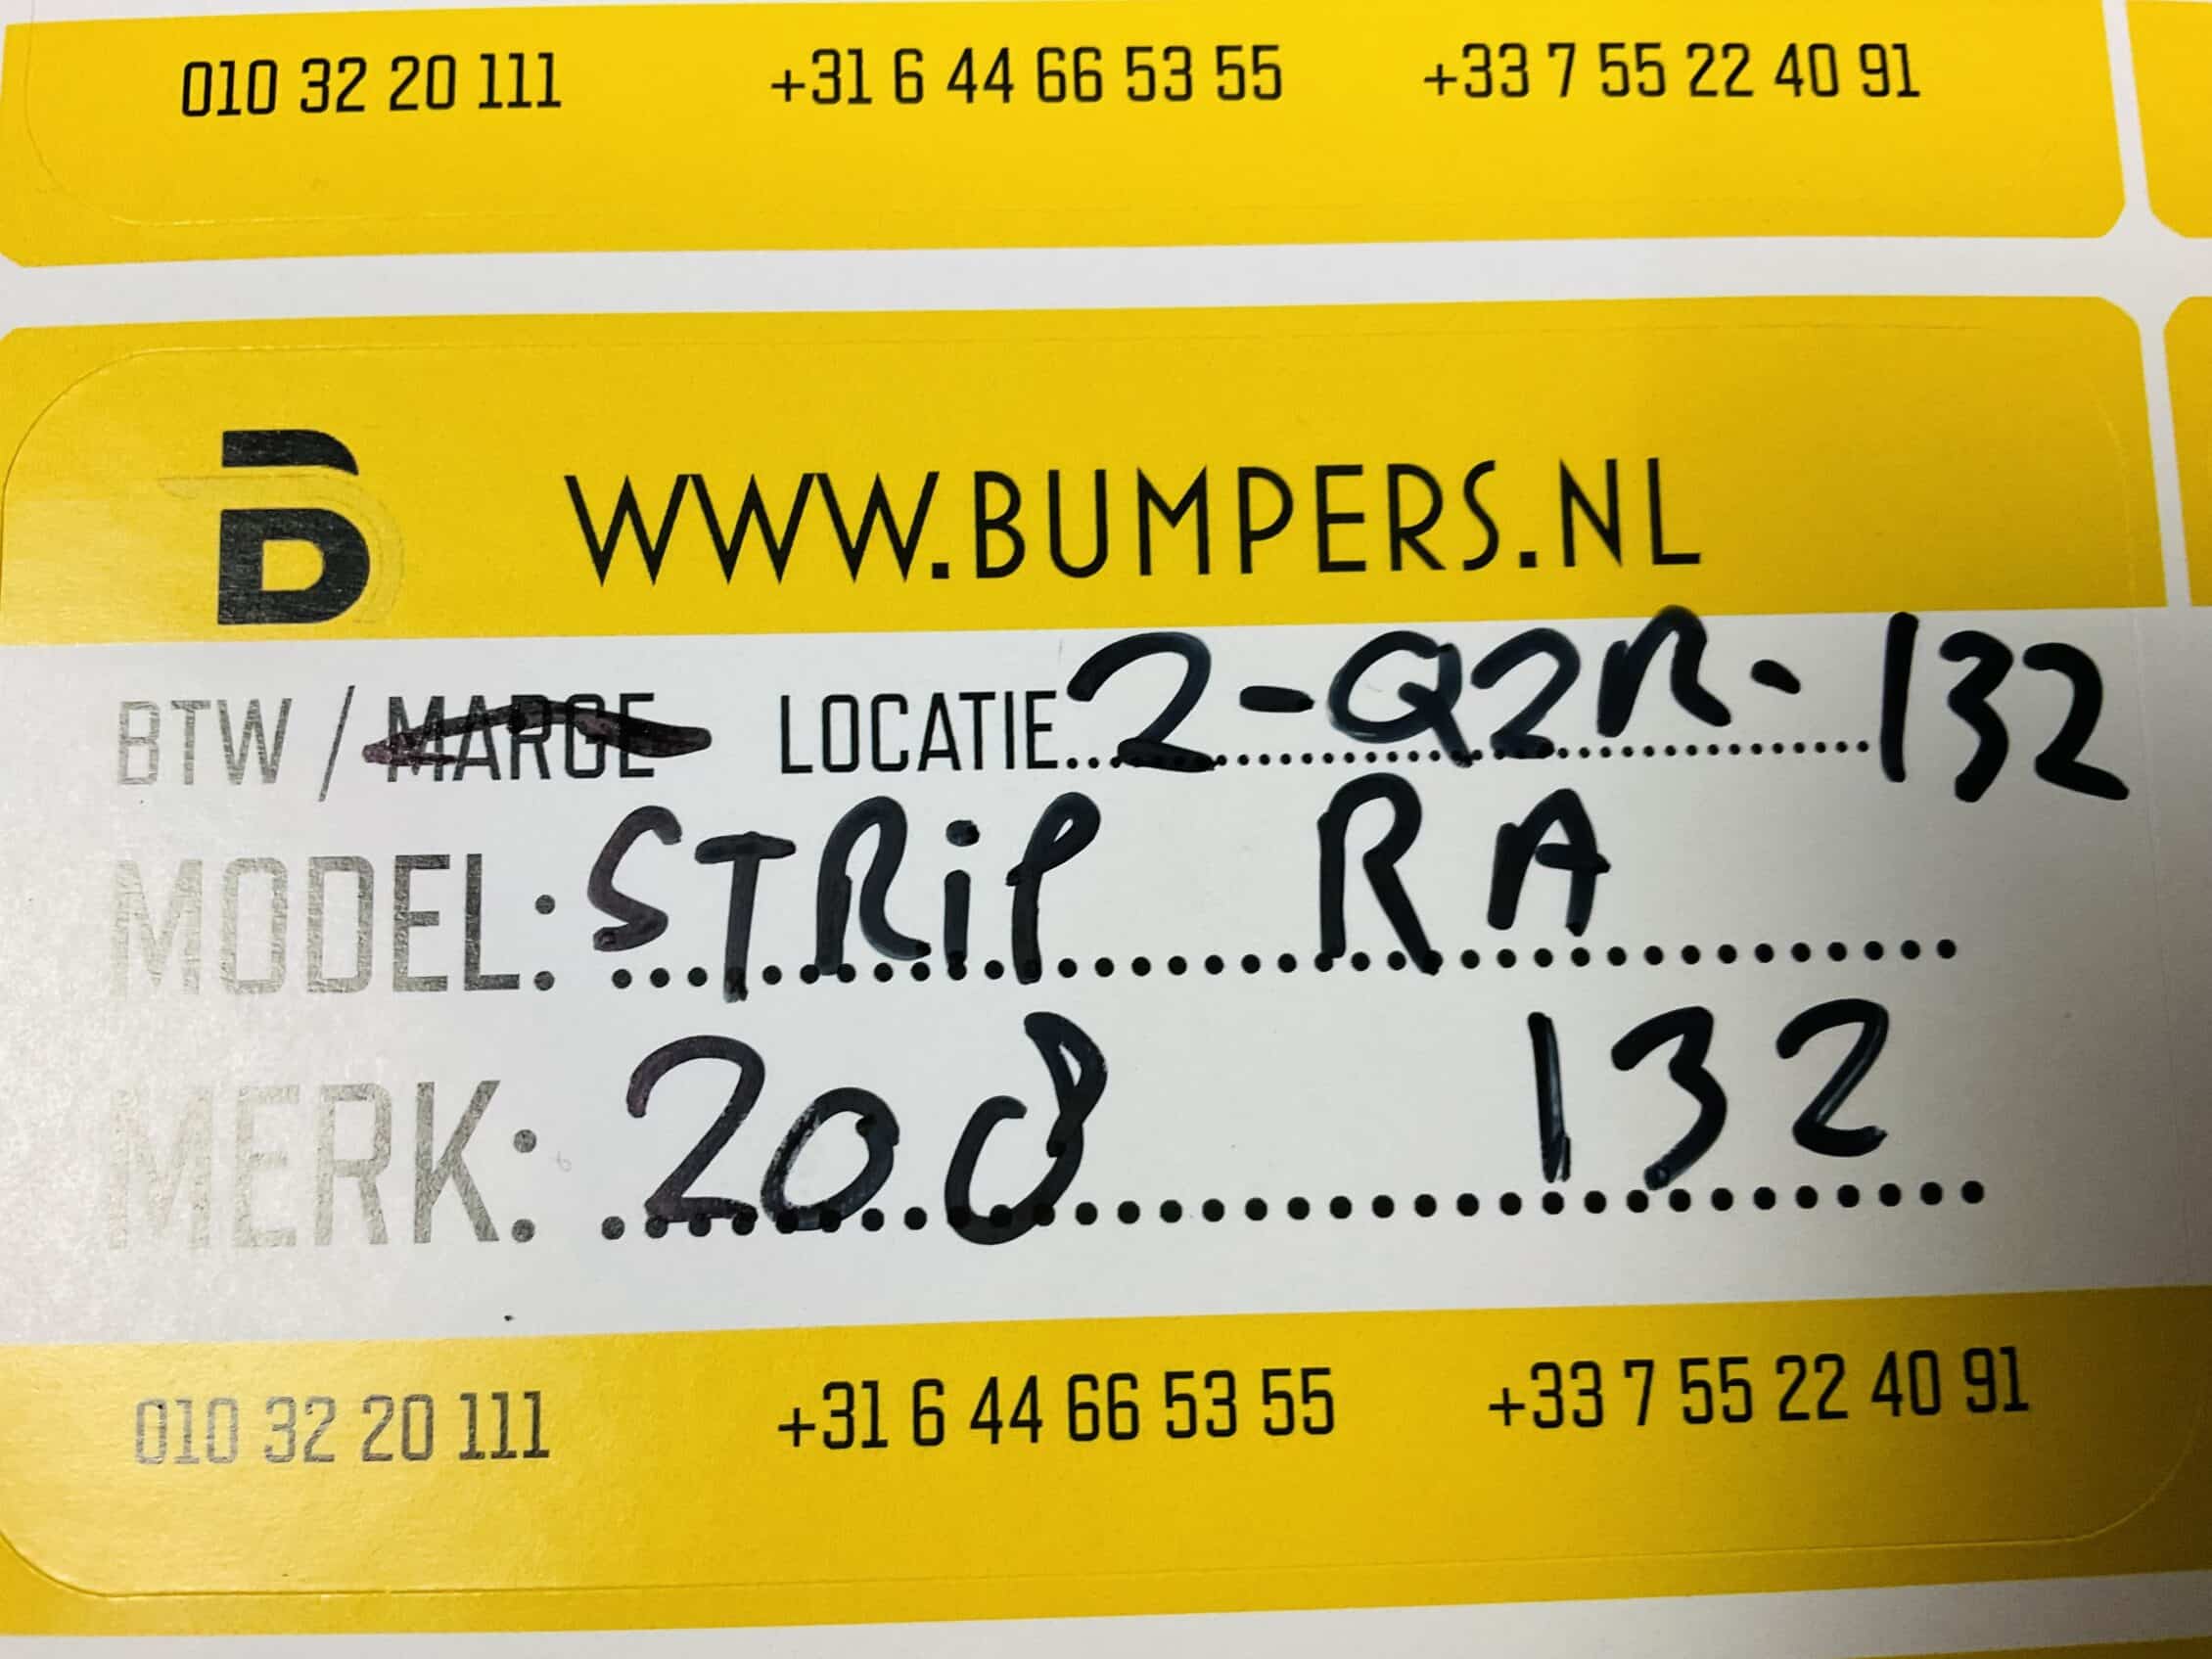 010 32 20 111 +31 6 44 66 53 55 +33 7 55 22 40 91
WWW.BUMPERS.NL
BTW / MARGE LOCATIE 2-Q2R-132
MODEL: STRiP RA
MERK: 208 132
010 32 20 111 +31 6 44 66 53 55 +33 7 55 22 40 91